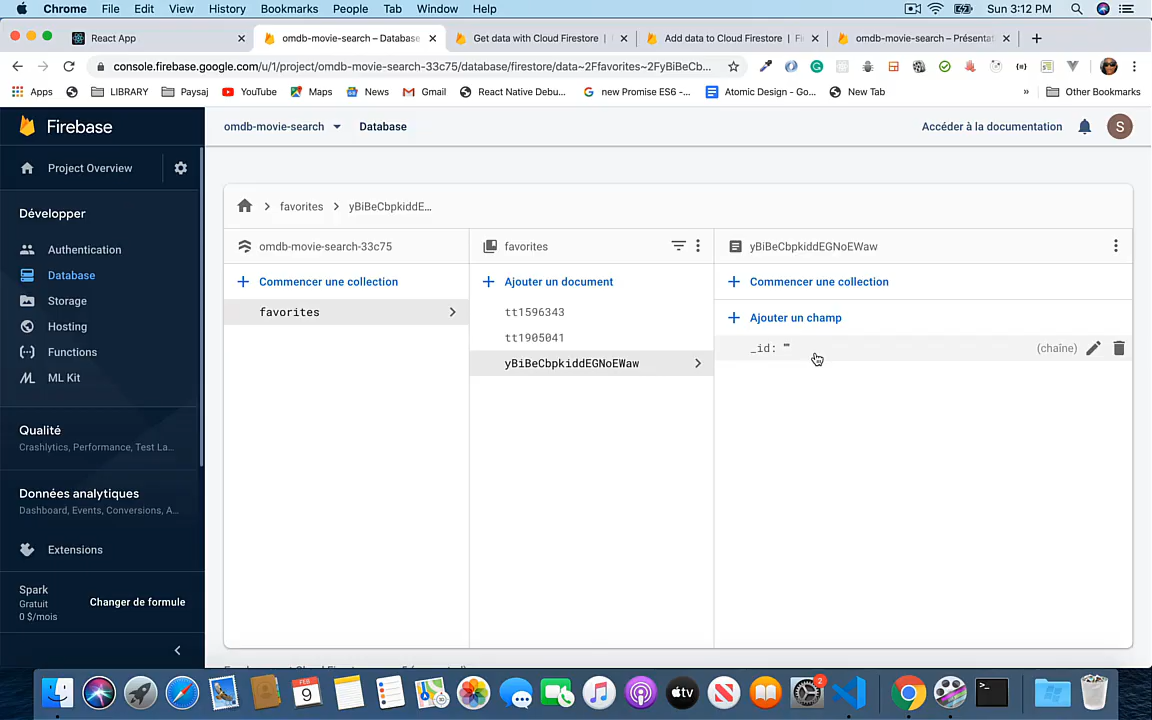 Chrome File Edit View History Bookmarks People Tab Window Help Sun 3:12 PM
React App
omdb-movie-search – Database
Get data with Cloud Firestore
Add data to Cloud Firestore | Fi
omdb-movie-search – Présentat
console.firebase.google.com/u/1/project/omdb-movie-search-33c75/database/firestore/data~2Ffavorites~2FyBiBeCb...
Apps LIBRARY Paysaj YouTube Maps News Gmail React Native Debu... new Promise ES6 -... Atomic Design - Go... New Tab » Other Bookmarks
Firebase
omdb-movie-search Database Accéder à la documentation S
Project Overview
Développer
Authentication
Database
Storage
Hosting
Functions
ML Kit
Qualité
Crashlytics, Performance, Test La...
Données analytiques
Dashboard, Events, Conversions, A...
Extensions
Spark
Gratuit
0 $/mois
Changer de formule
favorites yBiBeCbpkiddE...
omdb-movie-search-33c75
Commencer une collection
favorites
favorites
Ajouter un document
tt1596343
tt1905041
yBiBeCbpkiddEGNoEWaw
yBiBeCbpkiddEGNoEWaw
Commencer une collection
Ajouter un champ
_id: "" (chaîne)
FEB
9
tv
2